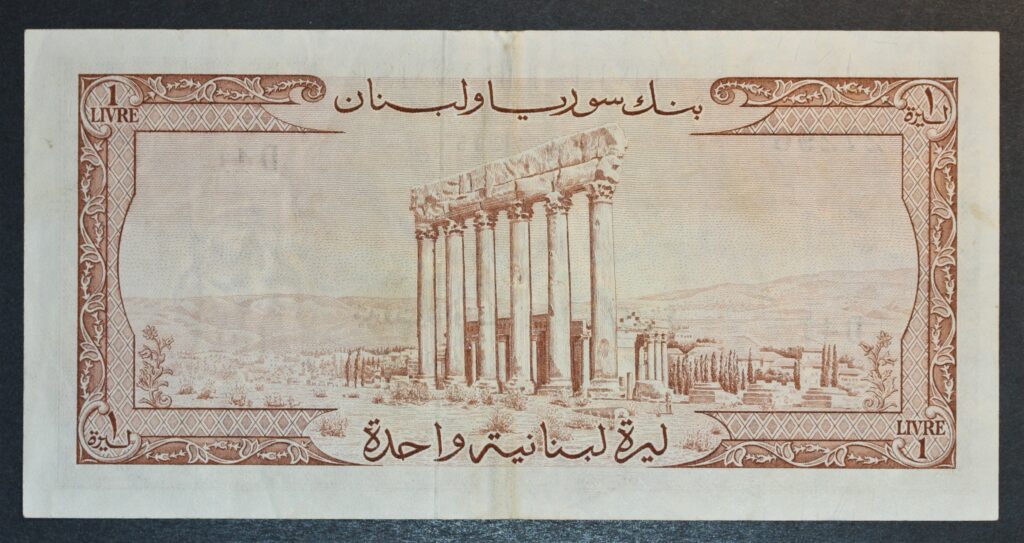 بنك سوريا ولبنان
1
LIVRE
١
ليرة
ليرة لبنانية واحدة
١
ليرة
LIVRE
1